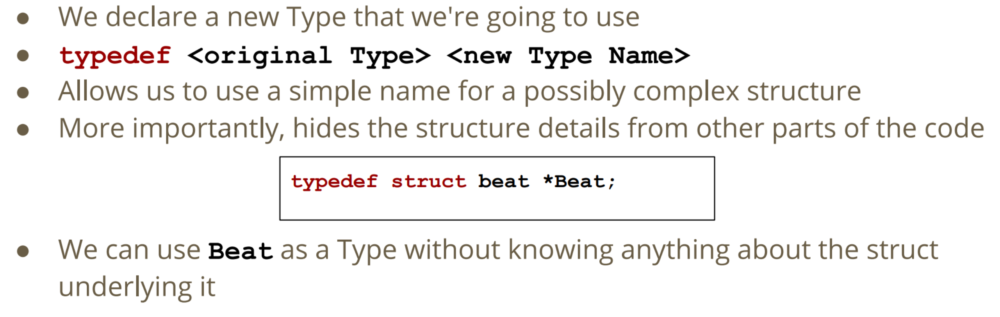 ● We declare a new Type that we're going to use
● typedef <original Type> <new Type Name>
● Allows us to use a simple name for a possibly complex structure
● More importantly, hides the structure details from other parts of the code
typedef struct beat *Beat;
● We can use Beat as a Type without knowing anything about the struct
underlying it